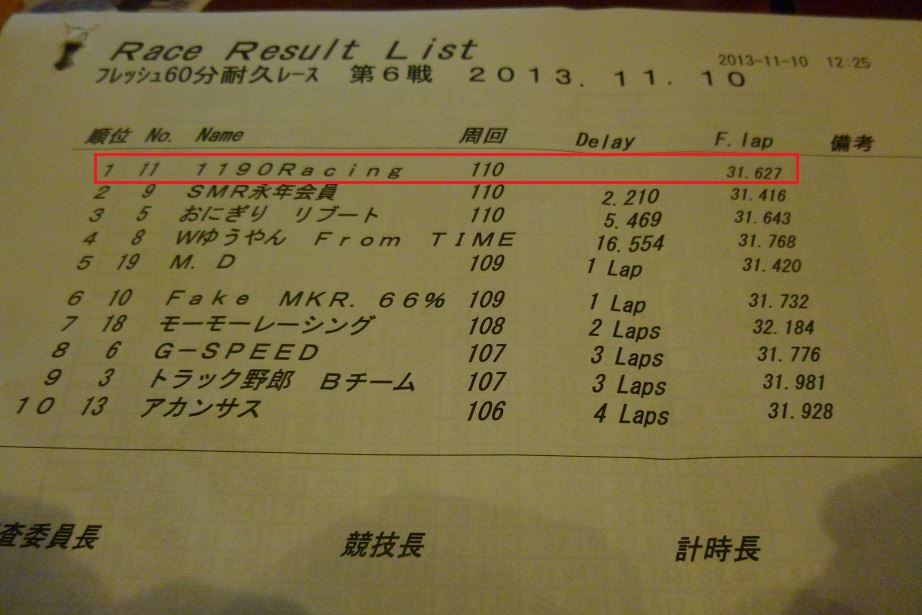 Race Result List
2013-11-10 12:25
フレッシュ60分耐久レース 第6戦 2013.11.10
順位 No. Name 周回 Delay F.lap 備考
1 11 1190Racing 110 31.627
2 9 SMR永年会員 110 2.210 31.416
3 5 おにぎり リブート 110 5.469 31.643
4 8 Wゆうやん From TIME 110 16.554 31.768
5 19 M.D 109 1 Lap 31.420
6 10 Fake MKR.66% 109 1 Lap 31.732
7 18 モーモーレーシング 108 2 Laps 32.184
8 6 G-SPEED 107 3 Laps 31.776
9 3 トラック野郎 Bチーム 107 3 Laps 31.981
10 13 アカンサス 106 4 Laps 31.928
査委員長 競技長 計時長